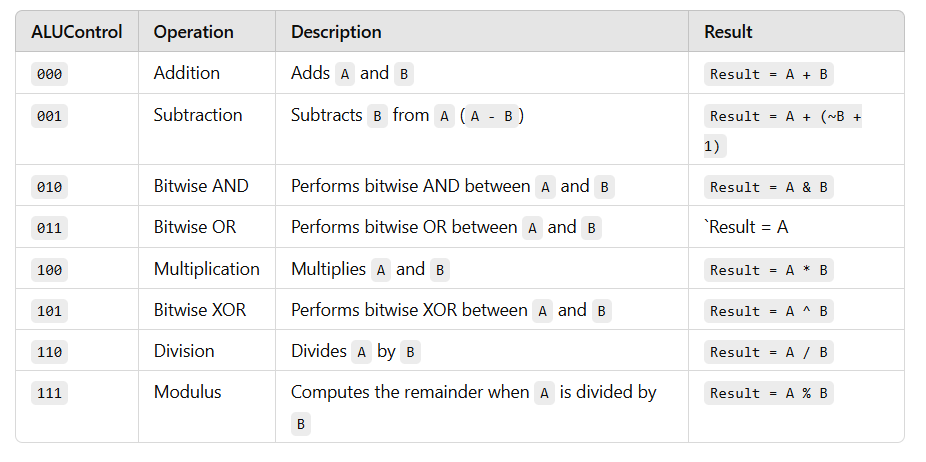 ALUControl Operation Description Result
000 Addition Adds A and B Result = A + B
001 Subtraction Subtracts B from A ( A - B ) Result = A + (~B +
1)
010 Bitwise AND Performs bitwise AND between A and B Result = A & B
011 Bitwise OR Performs bitwise OR between A and B `Result = A
100 Multiplication Multiplies A and B Result = A * B
101 Bitwise XOR Performs bitwise XOR between A and B Result = A ^ B
110 Division Divides A by B Result = A / B
111 Modulus Computes the remainder when A is divided by Result = A % B
B